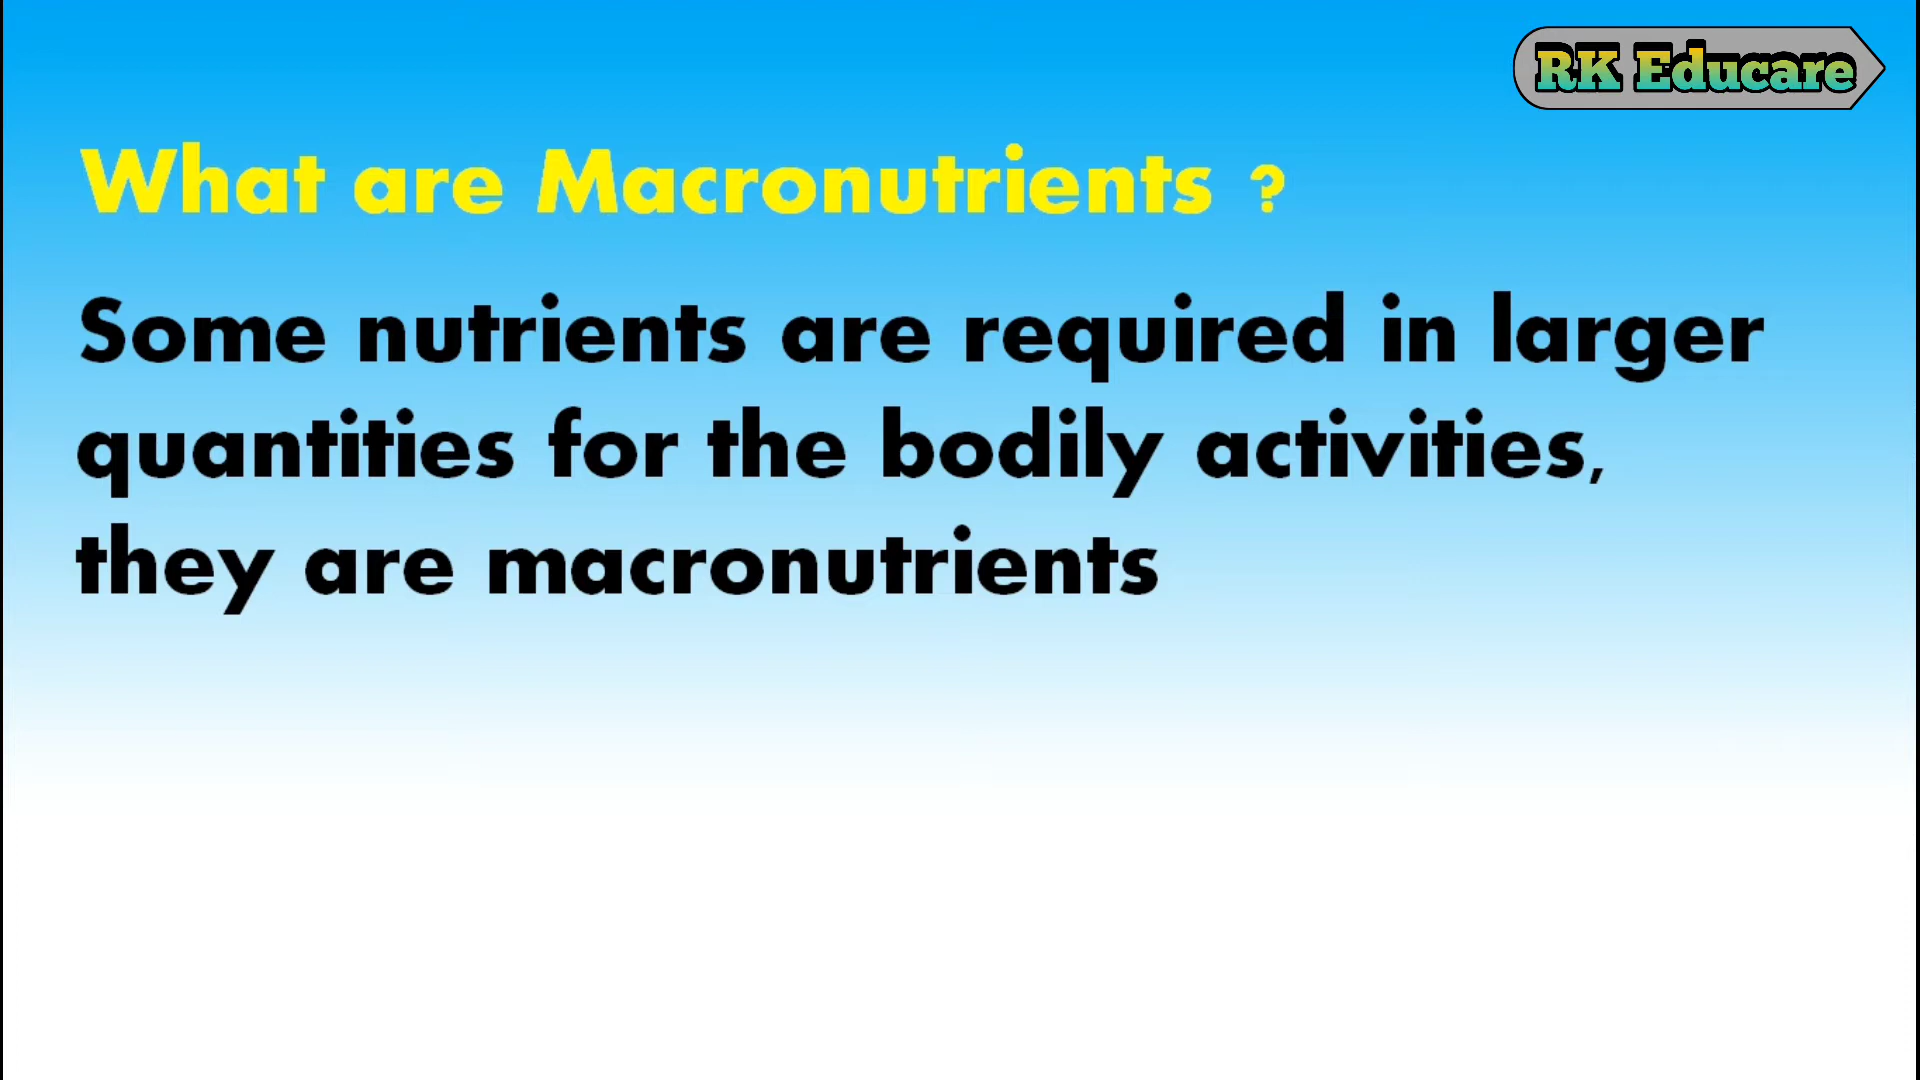 RK Educare
What are Macronutrients ?
Some nutrients are required in larger
quantities for the bodily activities,
they are macronutrients